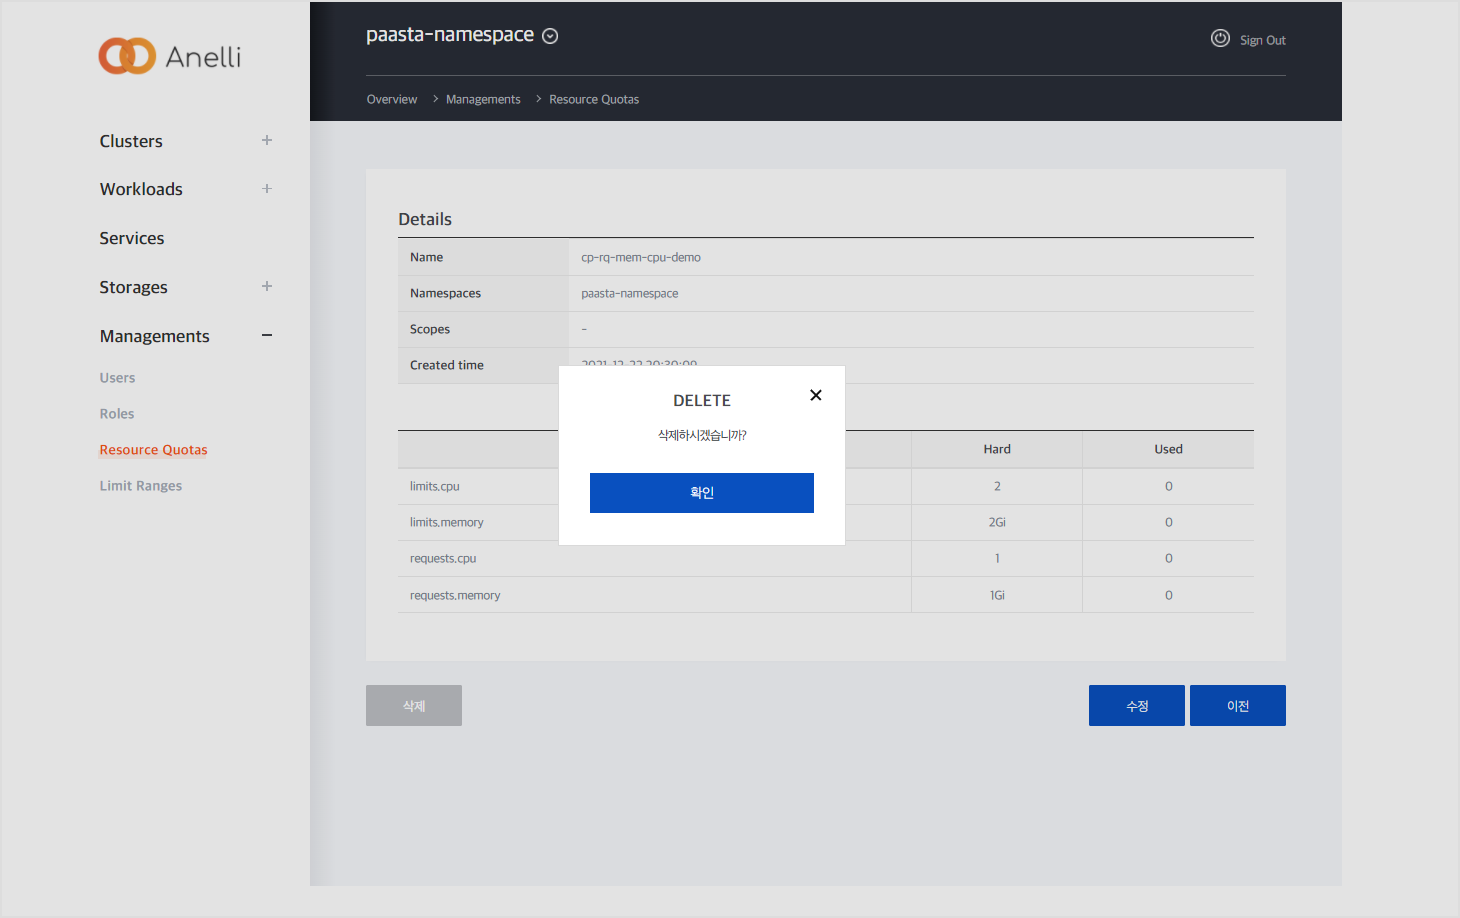 Anelli
paasta-namespace
Sign Out
Overview > Managements > Resource Quotas
Clusters +
Workloads +
Services
Storages +
Managements −
Users
Roles
Resource Quotas
Limit Ranges
Details
Name cp-rq-mem-cpu-demo
Namespaces paasta-namespace
Scopes -
Created time
DELETE
삭제하시겠습니까?
확인
Hard Used
limits.cpu 2 0
limits.memory 2Gi 0
requests.cpu 1 0
requests.memory 1Gi 0
삭제 수정 이전